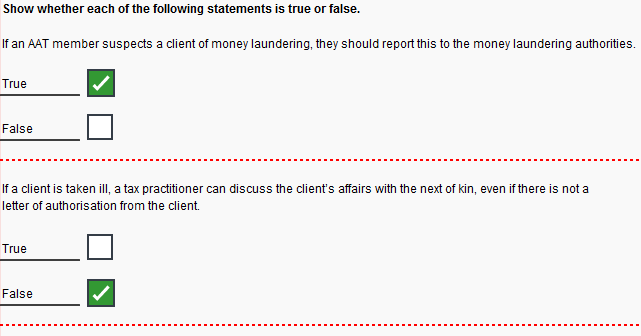 Show whether each of the following statements is true or false.
If an AAT member suspects a client of money laundering, they should report this to the money laundering authorities.
True
False
If a client is taken ill, a tax practitioner can discuss the client's affairs with the next of kin, even if there is not a
letter of authorisation from the client.
True
False